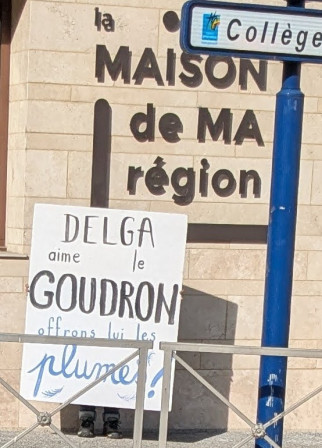 la
MAISON
de MA
région
Collège
DELGA
aime le
GOUDRON
offrons lui les
plumes !